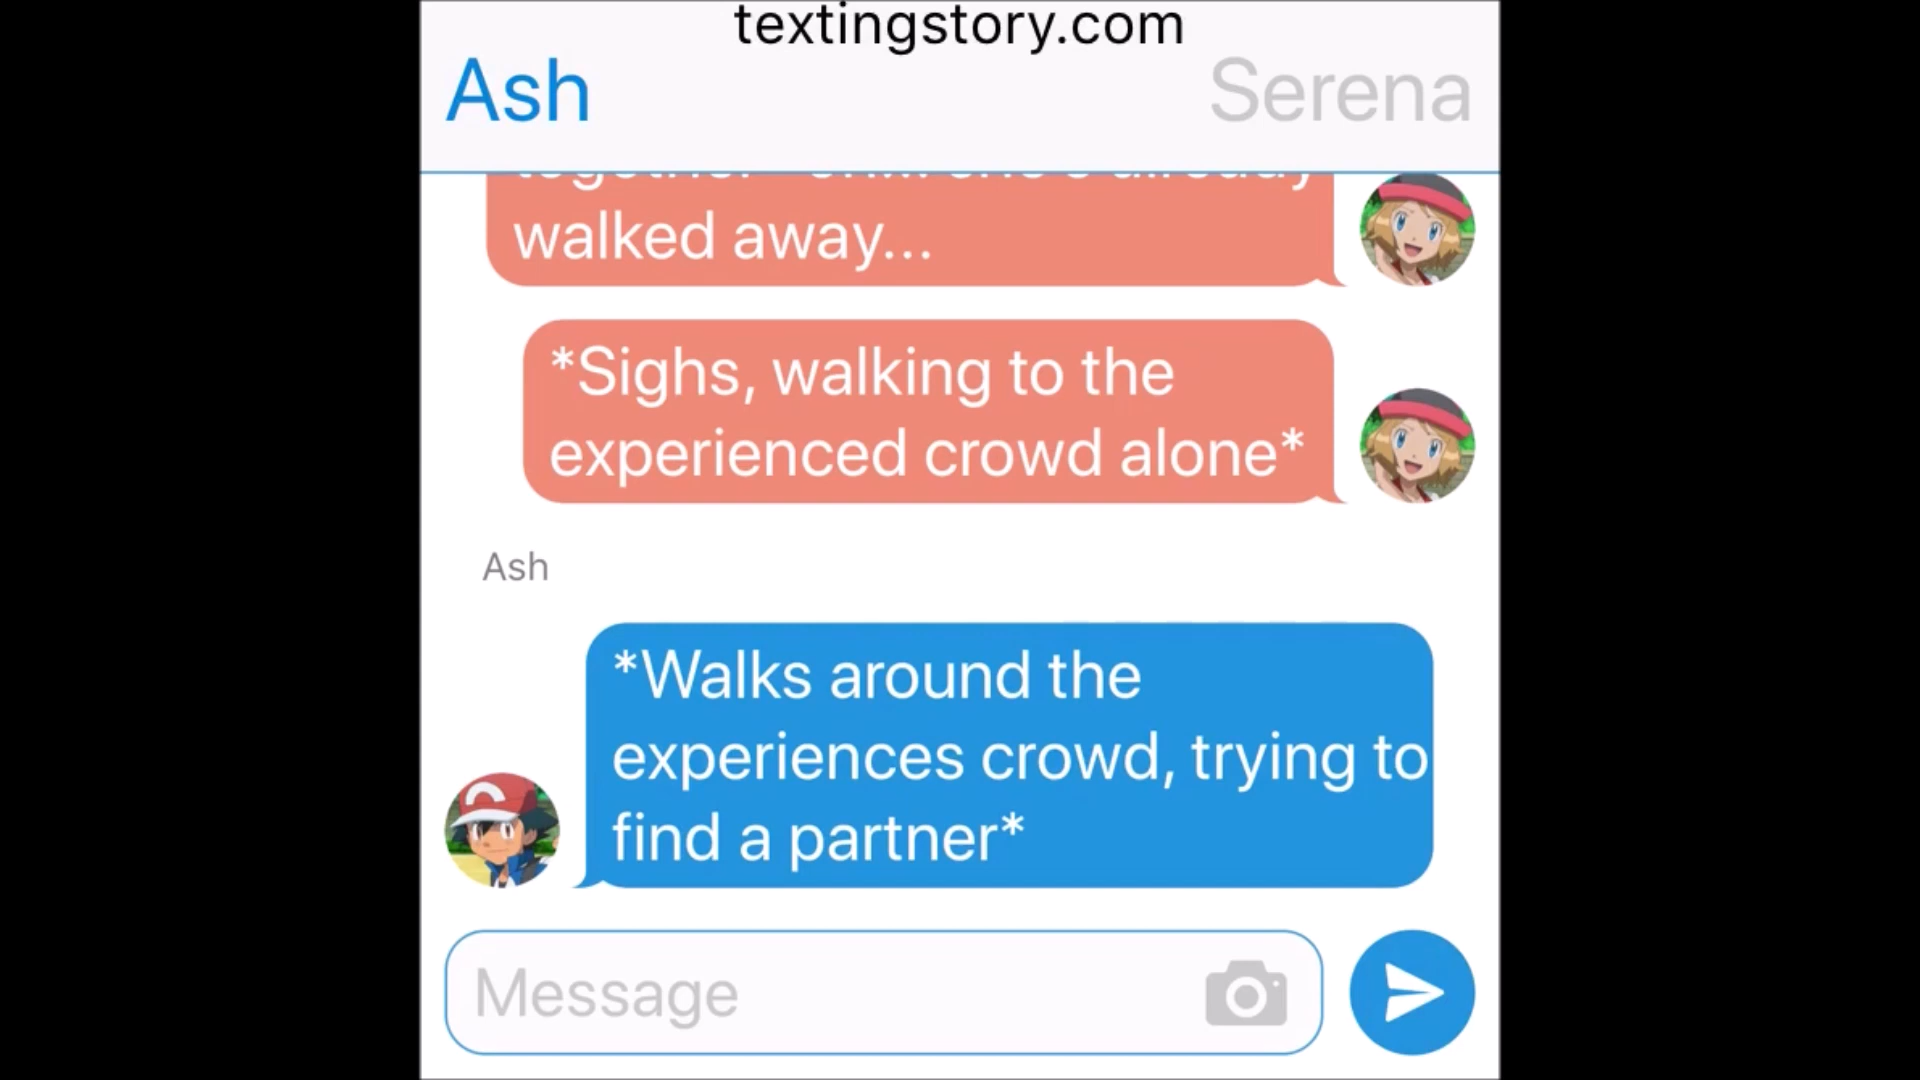 textingstory.com
Ash
Serena
walked away...
*Sighs, walking to the
experienced crowd alone*
Ash
*Walks around the
experiences crowd, trying to
find a partner*
Message